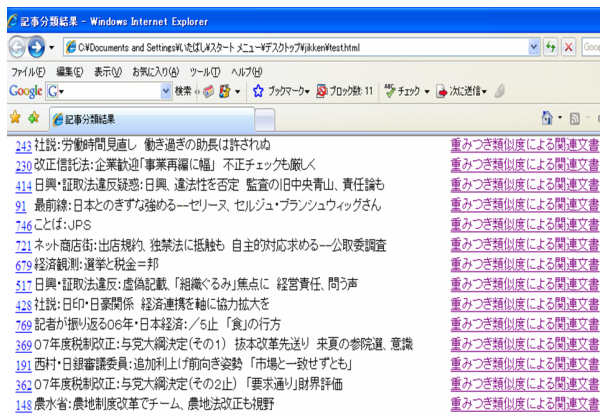 記事分類結果 - Windows Internet Explorer
C:¥Documents and Settings¥いたばし¥スタート メニュー¥デスクトップ¥jikken¥test.html
ファイル(F) 編集(E) 表示(V) お気に入り(A) ツール(T) ヘルプ(H)
Google G 検索 ブックマーク ブロック数: 11 チェック 次に送信
記事分類結果
243 社説:労働時間見直し 働き過ぎの助長は許されぬ 重みつき類似度による関連文書
230 改正信託法:企業歓迎「事業再編に幅」 不正チェックも厳しく 重みつき類似度による関連文書
414 日興・証取法違反疑惑:日興、違法性を否定 監査の旧中央青山、責任論も 重みつき類似度による関連文書
91 最前線:日本とのきずな強める--セリーヌ、セルジュ・ブランシュウィッグさん 重みつき類似度による関連文書
746 ことば:JPS 重みつき類似度による関連文書
721 ネット商店街:出店規約、独禁法に抵触も 自主的対応求める--公取委調査 重みつき類似度による関連文書
679 経済観測:選挙と税金=邦 重みつき類似度による関連文書
517 日興・証取法違反:虚偽記載、「組織ぐるみ」焦点に 経営責任、問う声 重みつき類似度による関連文書
428 社説:日印・日豪関係 経済連携を軸に協力拡大を 重みつき類似度による関連文書
769 記者が振り返る06年・日本経済:/5止 「食」の行方 重みつき類似度による関連文書
369 07年度税制改正:与党大綱決定(その1) 抜本改革先送り 来夏の参院選、意識 重みつき類似度による関連文書
191 西村・日銀審議委員:追加利上げ前向き姿勢 「市場と一致せずとも」 重みつき類似度による関連文書
362 07年度税制改正:与党大綱決定(その2止) 「要求通り」財界評価 重みつき類似度による関連文書
148 農水省:農地制度改革でチーム、農地法改正も視野 重みつき類似度による関連文書